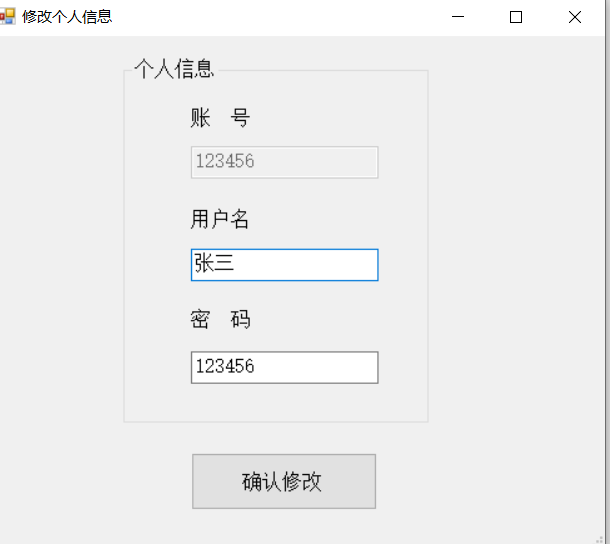 修改个人信息
个人信息
账 号
123456
用户名
张三
密 码
123456
确认修改